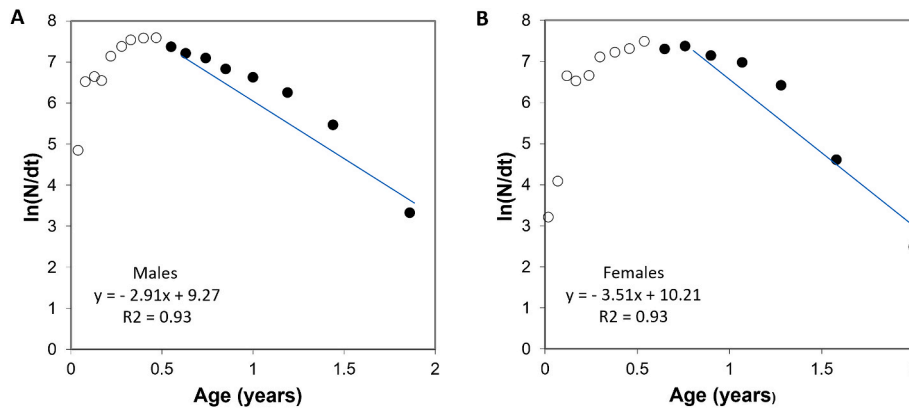 A
ln(N/dt)
8
7
6
5
4
3
2
1
0
Males
y = - 2.91x + 9.27
R2 = 0.93
0 0.5 1 1.5 2
Age (years)
B
ln(N/dt)
8
7
6
5
4
3
2
1
0
Females
y = - 3.51x + 10.21
R2 = 0.93
0 0.5 1 1.5
Age (years)